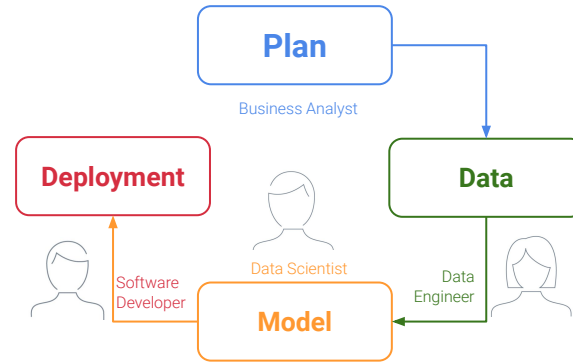 Plan
Business Analyst
Deployment
Data
Data Scientist
Software
Developer
Data
Engineer
Model